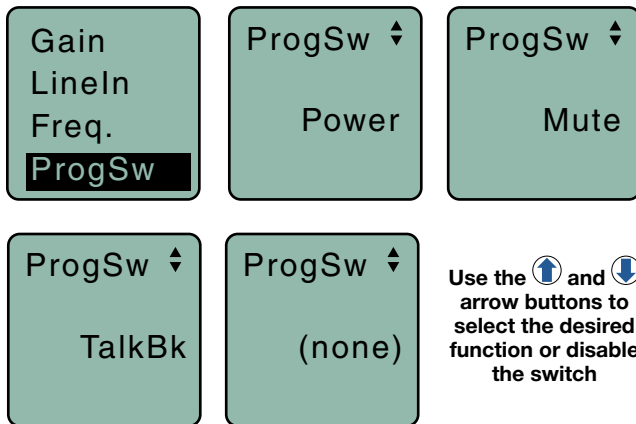 Gain
LineIn
Freq.
ProgSw
ProgSw
Power
ProgSw
Mute
ProgSw
TalkBk
ProgSw
(none)
Use the and
arrow buttons to
select the desired
function or disable
the switch